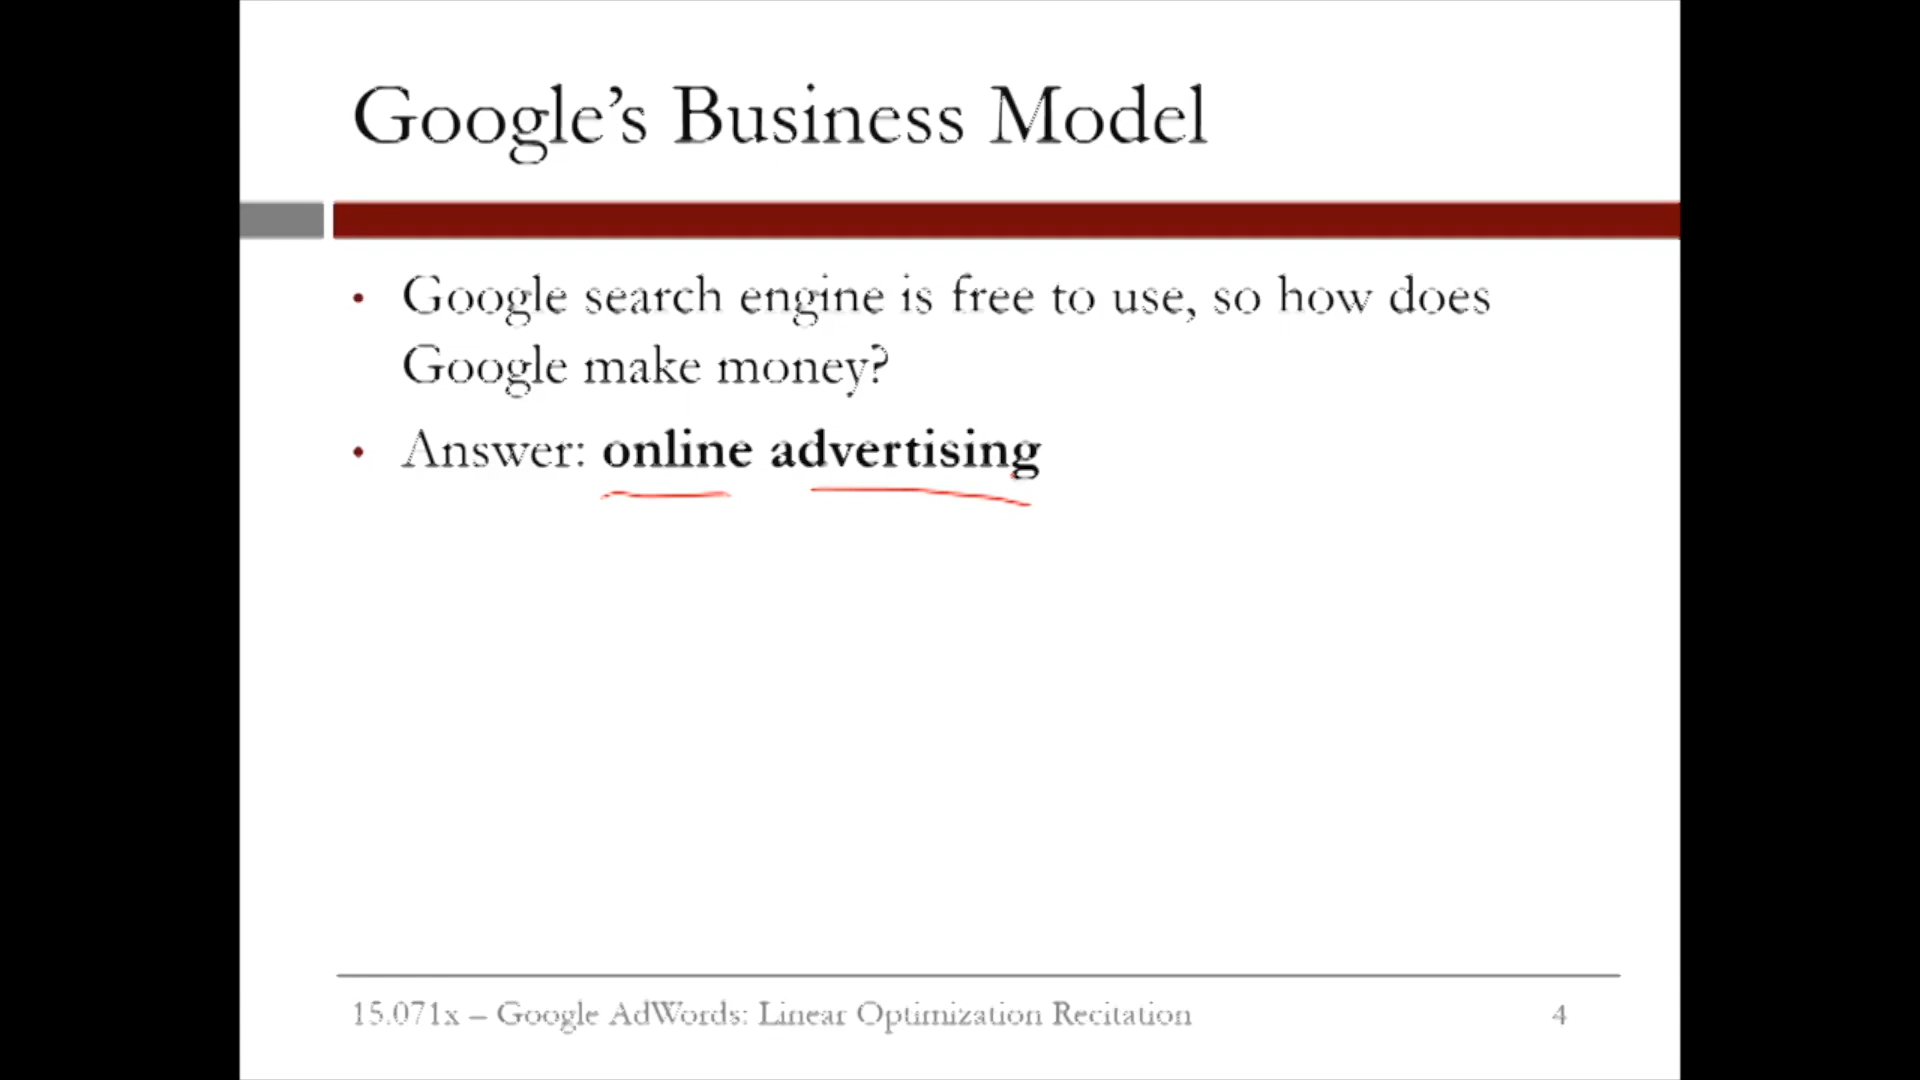 Google’s Business Model
• Google search engine is free to use, so how does
Google make money?
• Answer: online advertising
15.071x – Google AdWords: Linear Optimization Recitation 4